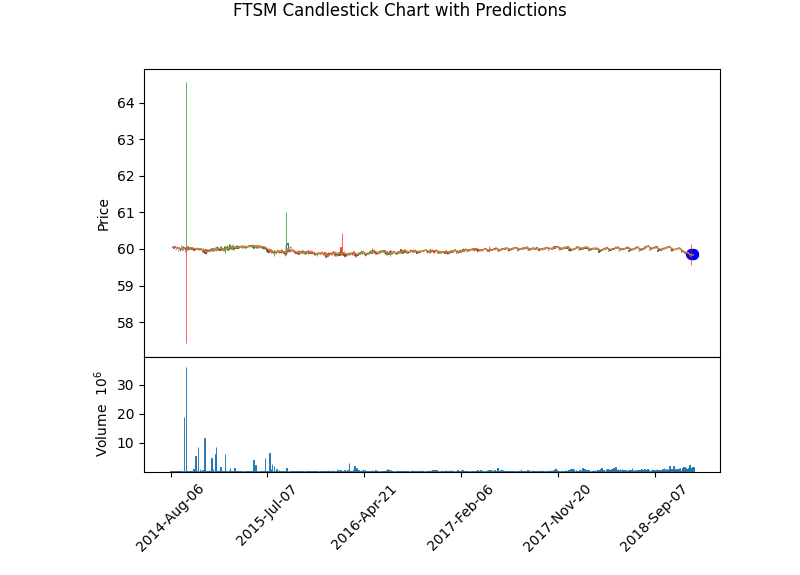 FTSM Candlestick Chart with Predictions
Price
64
63
62
61
60
59
58
Volume 10^6
30
20
10
2014-Aug-06
2015-Jul-07
2016-Apr-21
2017-Feb-06
2017-Nov-20
2018-Sep-07